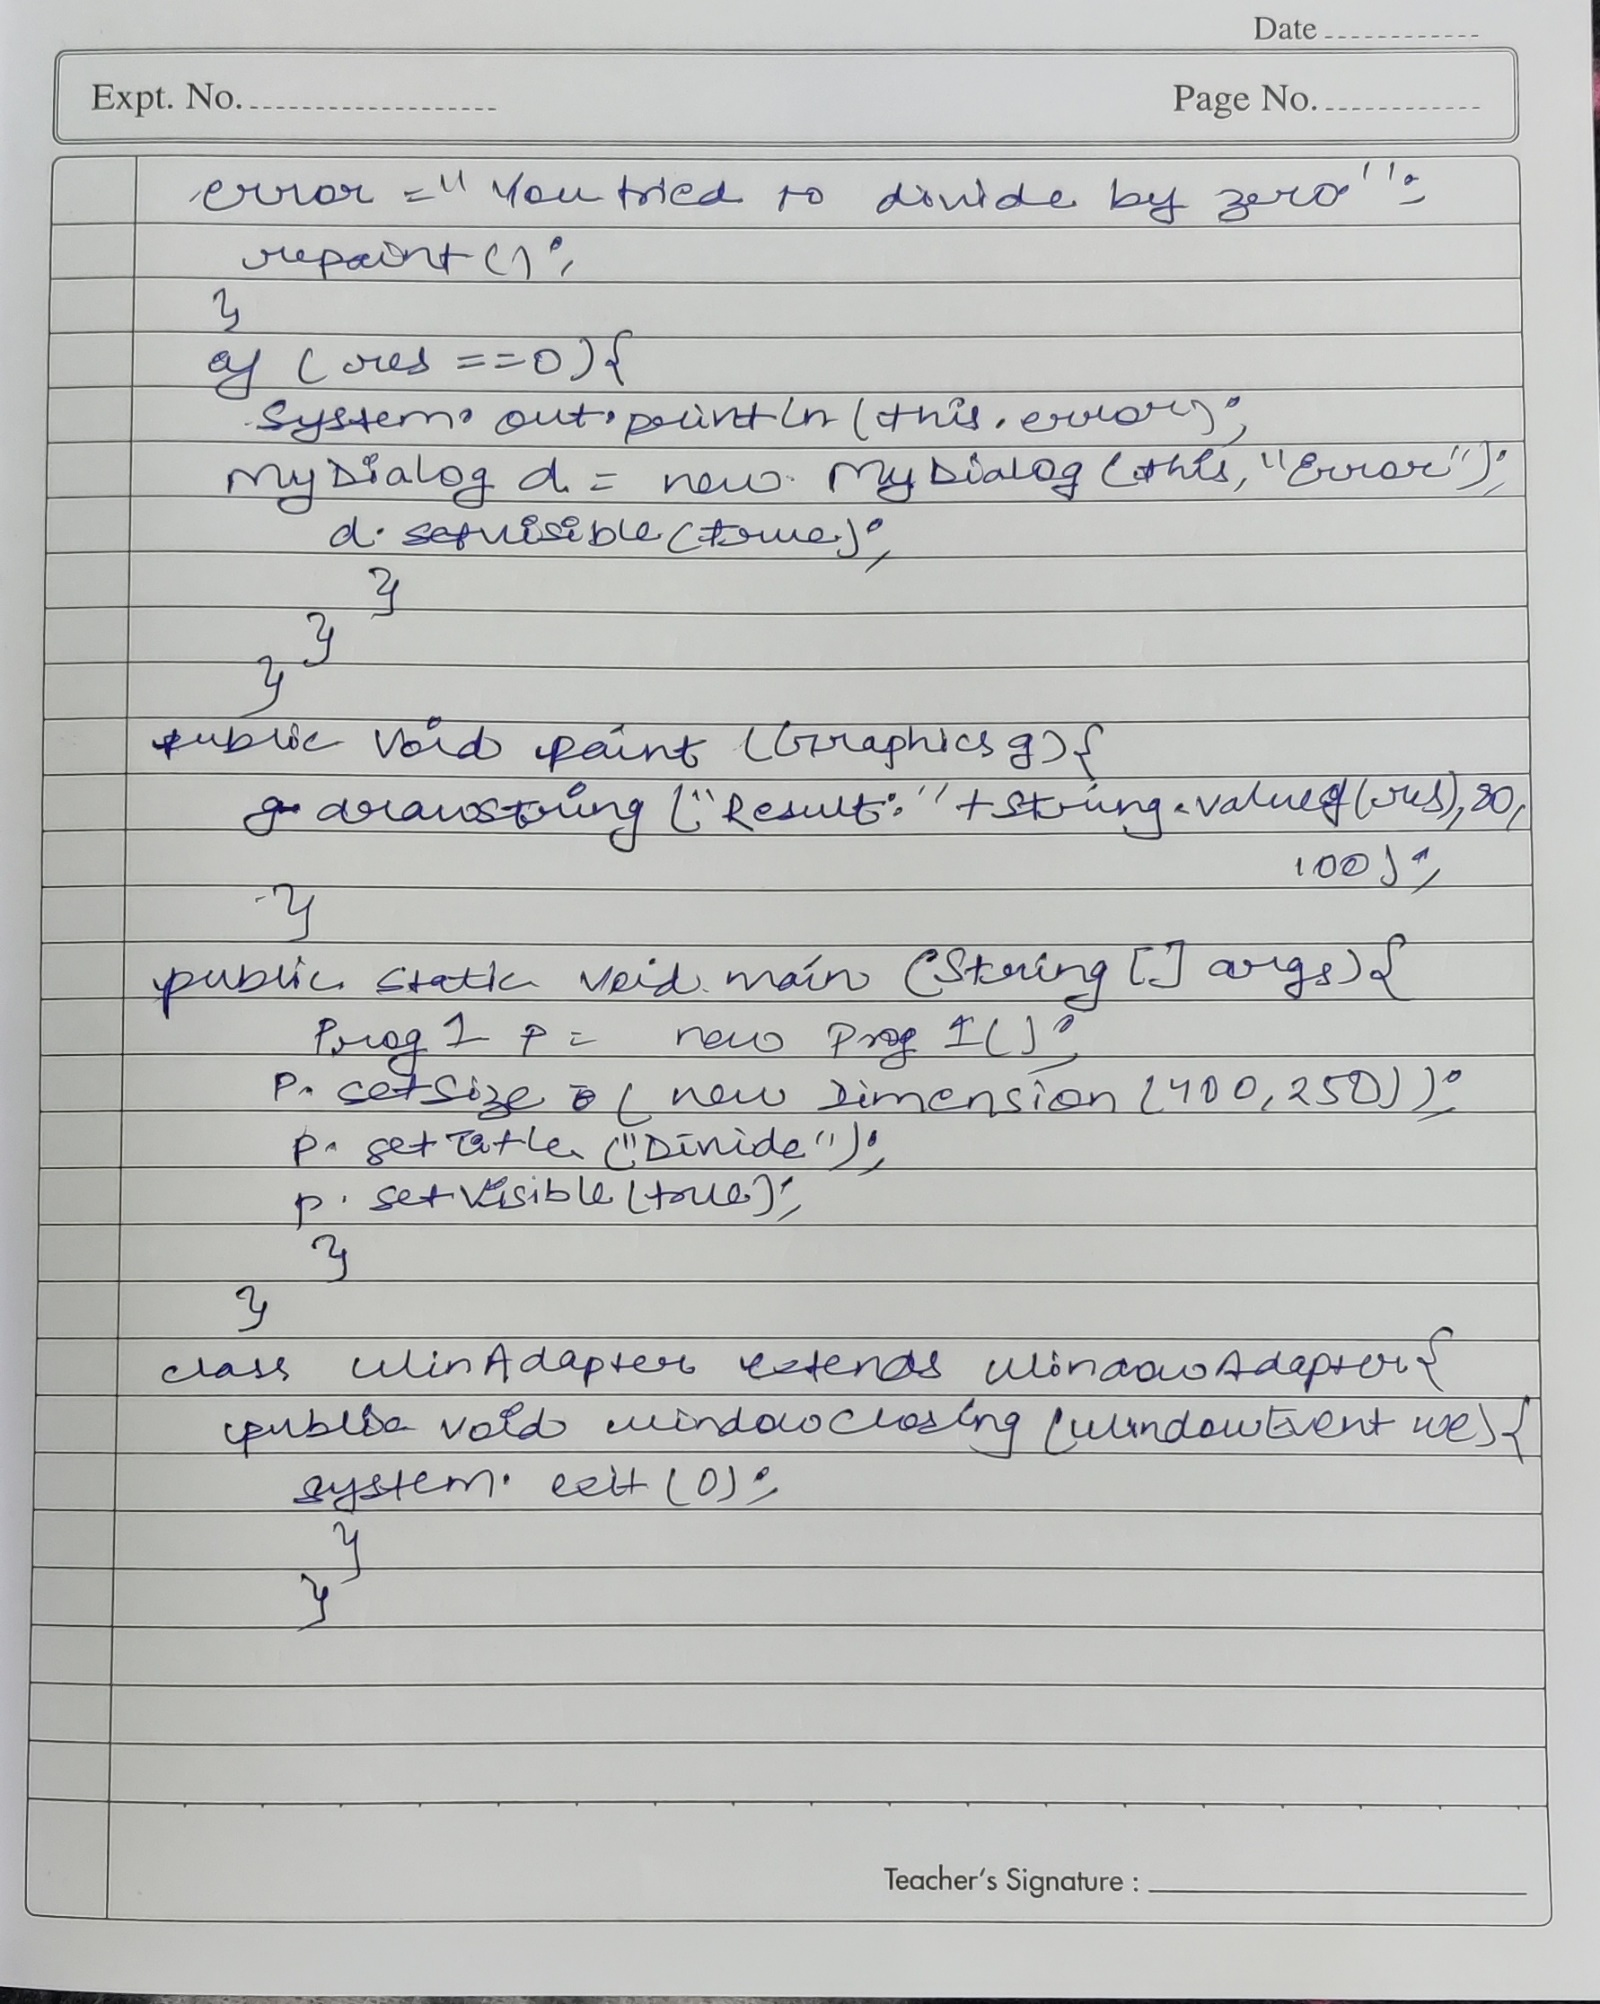 Date
Expt. No.
Page No.
error = "You tried to divide by zero";
repaint();
}
if (res ==0){
System.out.println(this.error);
MyDialog d = new MyDialog(this,"Error");
d.setvisible(true);
}
}
}
public void paint (Graphics g){
g.drawstring ("Result:"+String.valueof(res),20,
100);
}
public static void main (String [] args){
Prog 1 p = new Prog 1();
p.setSize (new Dimension (400,250));
p.setTitle ("Divide");
p.setVisible(true);
}
}
class WinAdapter extends WindowAdapter{
public void windowClosing (WindowEvent we){
system.exit (0);
}
}
Teacher's Signature :